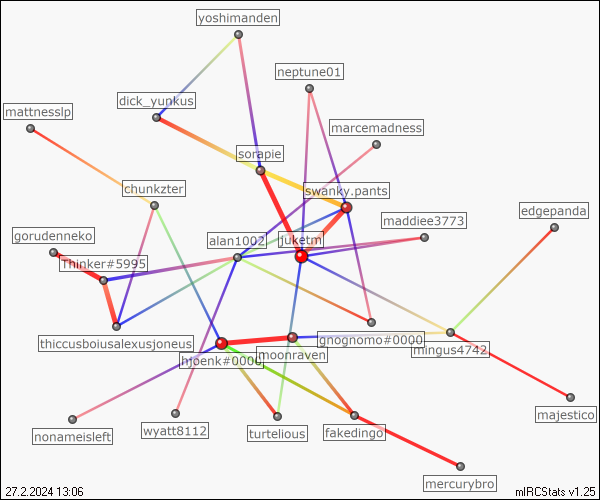 yoshimanden
neptune01
dick_yunkus
mattnesslp
marcemadness
sorapie
chunkzter
swanky.pants
edgepanda
maddiee3773
gorudenneko
alan1002
juketm
Thinker#5995
thiccusboiusalexusjoneus
gnognomo#0000
mingus4742
moonraven
hjoenk#0000
majestico
nonameisleft
wyatt8112
turtelious
fakedingo
mercurybro
27.2.2024 13:06
mIRCStats v1.25